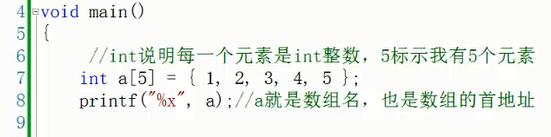 4 void main()
5 {
6 //int说明每一个元素是int整数，5标示我有5个元素
7 int a[5] = { 1, 2, 3, 4, 5 };
8 printf("%x", a);//a就是数组名，也是数组的首地址
9